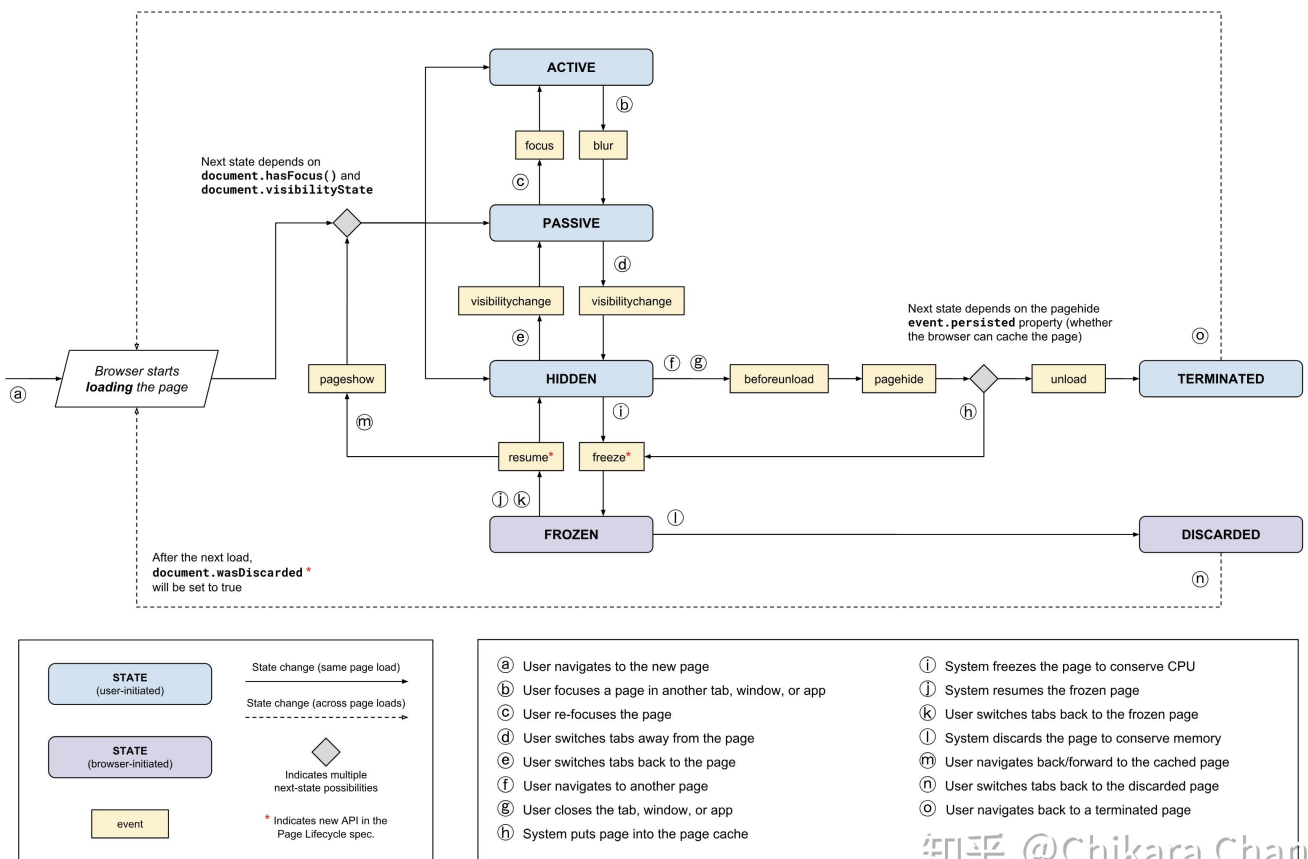 ACTIVE
ⓑ
focus
blur
Next state depends on
document.hasFocus() and
document.visibilityState
ⓒ
PASSIVE
ⓓ
visibilitychange
visibilitychange
Next state depends on the pagehide
event.persisted property (whether
the browser can cache the page)
ⓔ
ⓞ
ⓕ ⓖ
Browser starts
loading the page
ⓐ
pageshow
HIDDEN
beforeunload
pagehide
unload
TERMINATED
ⓘ
ⓗ
ⓜ
resume*
freeze*
ⓙ ⓚ
ⓛ
FROZEN
DISCARDED
After the next load,
document.wasDiscarded *
will be set to true
ⓝ
STATE
(user-initiated)
State change (same page load)
State change (across page loads)
STATE
(browser-initiated)
Indicates multiple
next-state possibilities
event
* Indicates new API in the
Page Lifecycle spec.
ⓐ User navigates to the new page
ⓑ User focuses a page in another tab, window, or app
ⓒ User re-focuses the page
ⓓ User switches tabs away from the page
ⓔ User switches tabs back to the page
ⓕ User navigates to another page
ⓖ User closes the tab, window, or app
ⓗ System puts page into the page cache
ⓘ System freezes the page to conserve CPU
ⓙ System resumes the frozen page
ⓚ User switches tabs back to the frozen page
ⓛ System discards the page to conserve memory
ⓜ User navigates back/forward to the cached page
ⓝ User switches tabs back to the discarded page
ⓞ User navigates back to a terminated page
知乎 @Chikara Chan